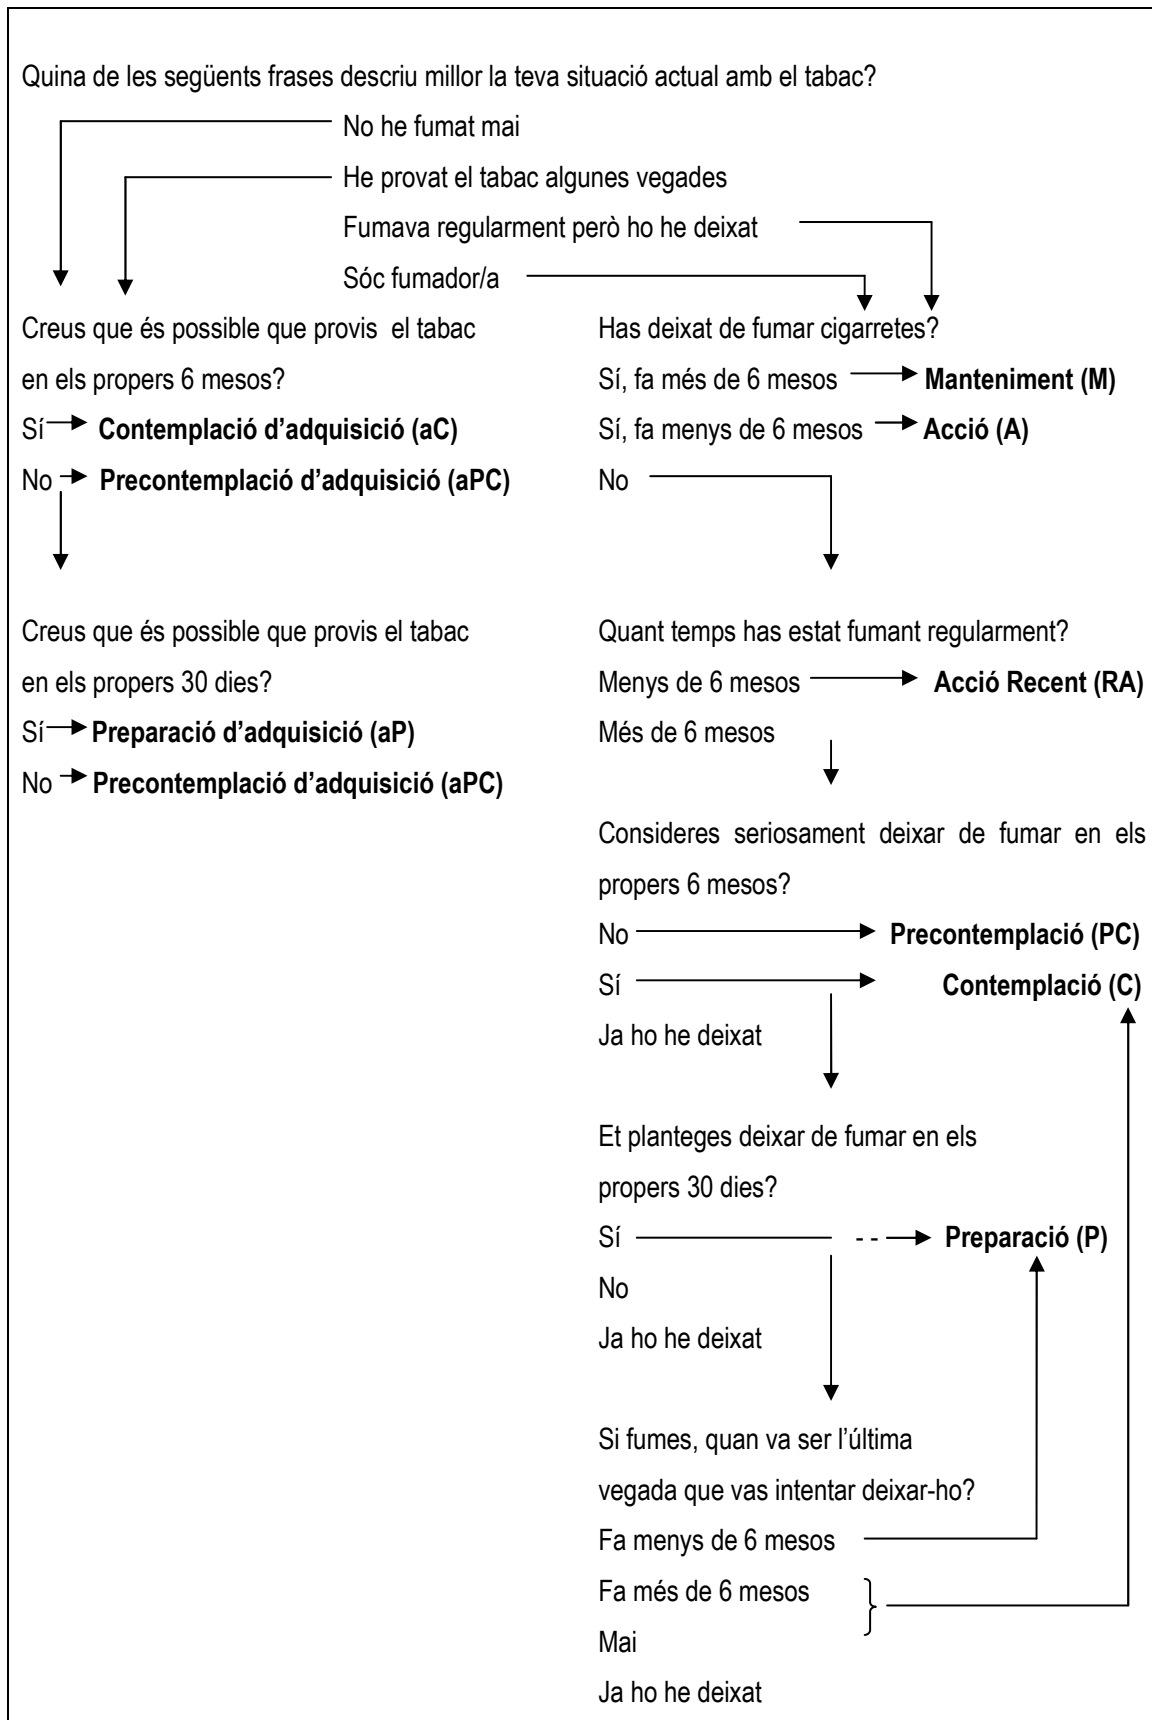 Quina de les següents frases descriu millor la teva situació actual amb el tabac?
No he fumat mai
He provat el tabac algunes vegades
Fumava regularment però ho he deixat
Sóc fumador/a
Creus que és possible que provis el tabac
en els propers 6 mesos?
Sí Contemplació d'adquisició (aC)
No Precontemplació d'adquisició (aPC)
Creus que és possible que provis el tabac
en els propers 30 dies?
Sí Preparació d'adquisició (aP)
No Precontemplació d'adquisició (aPC)
Has deixat de fumar cigarretes?
Sí, fa més de 6 mesos Manteniment (M)
Sí, fa menys de 6 mesos Acció (A)
No
Quant temps has estat fumant regularment?
Menys de 6 mesos Acció Recent (RA)
Més de 6 mesos
Consideres seriosament deixar de fumar en els
propers 6 mesos?
No Precontemplació (PC)
Sí Contemplació (C)
Ja ho he deixat
Et planteges deixar de fumar en els
propers 30 dies?
Sí - - Preparació (P)
No
Ja ho he deixat
Si fumes, quan va ser l'última
vegada que vas intentar deixar-ho?
Fa menys de 6 mesos
Fa més de 6 mesos
Mai
Ja ho he deixat